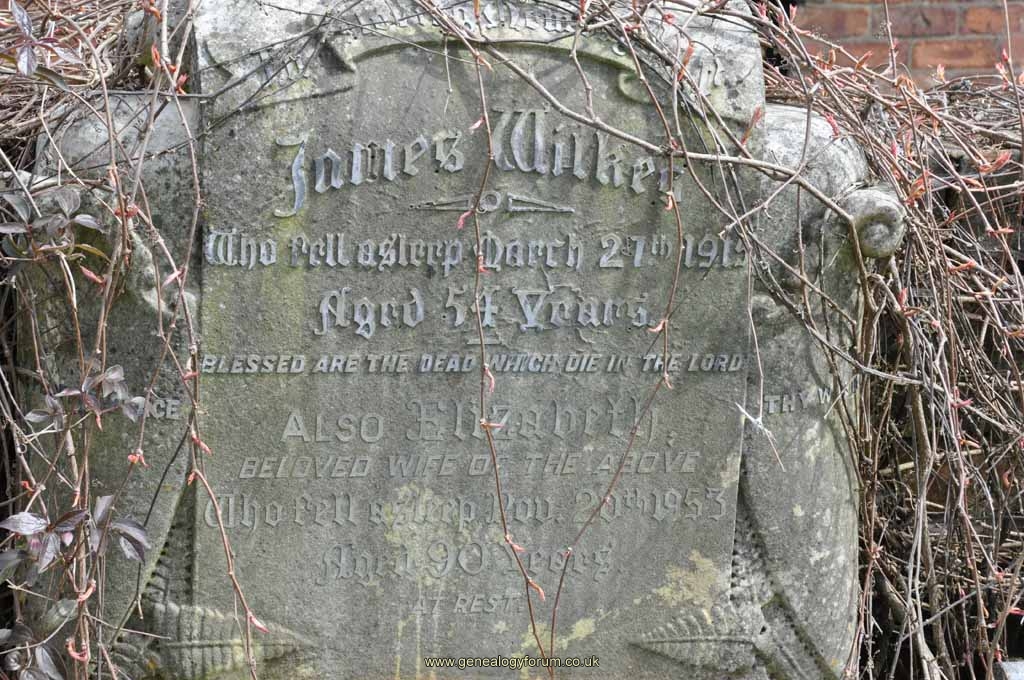 James Wilkes
Who fell asleep March 27th 1915
Aged 54 Years.
BLESSED ARE THE DEAD WHICH DIE IN THE LORD
ALSO Elizabeth,
BELOVED WIFE OF THE ABOVE
Who fell asleep Nov. 20th 1953
Aged 90 Years.
AT REST.
www.genealogyforum.co.uk